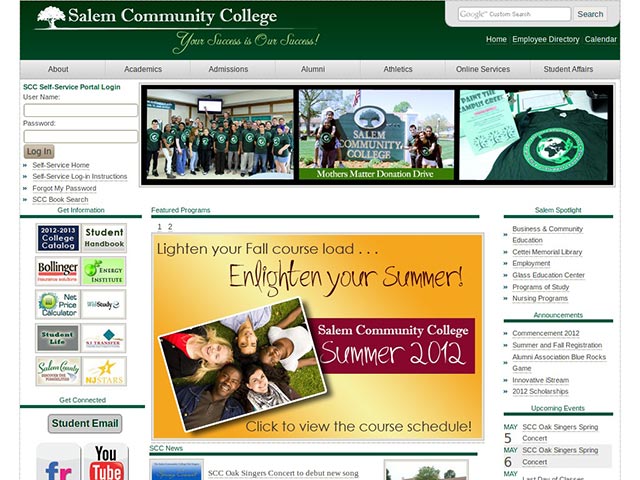 Salem Community College
Your Success is Our Success!
Google™ Custom Search
Search
Home Employee Directory Calendar
About Academics Admissions Alumni Athletics Online Services Student Affairs
SCC Self-Service Portal Login
User Name:
Password:
Log In
Self-Service Home
Self-Service Log-in Instructions
Forgot My Password
SCC Book Search
SALEM
COMMUNITY
COLLEGE
Mothers Matter Donation Drive
PAINT THE
CAMPUS GREEN
Get Information
2012-2013
College
Catalog
Student
Handbook
Bollinger
Insurance solutions
ENERGY
INSTITUTE
Net
Price
Calculator
WebStudy
Student
Life
NJ TRANSFER
Salem County
DISCOVER THE
POSSIBILITIES
NJ STARS
Get Connected
Student Email
fr
You
Tube
Featured Programs
1 2
Lighten your Fall course load . . .
Enlighten your Summer!
Salem Community College
Summer 2012
Click to view the course schedule!
SCC News
SCC Oak Singers Concert to debut new song
Salem Spotlight
Business & Community
Education
Cettei Memorial Library
Employment
Glass Education Center
Programs of Study
Nursing Programs
Announcements
Commencement 2012
Summer and Fall Registration
Alumni Association Blue Rocks
Game
Innovative iStream
2012 Scholarships
Upcoming Events
MAY
5
SCC Oak Singers Spring
Concert
MAY
6
SCC Oak Singers Spring
Concert
MAY
Last Day of Classes